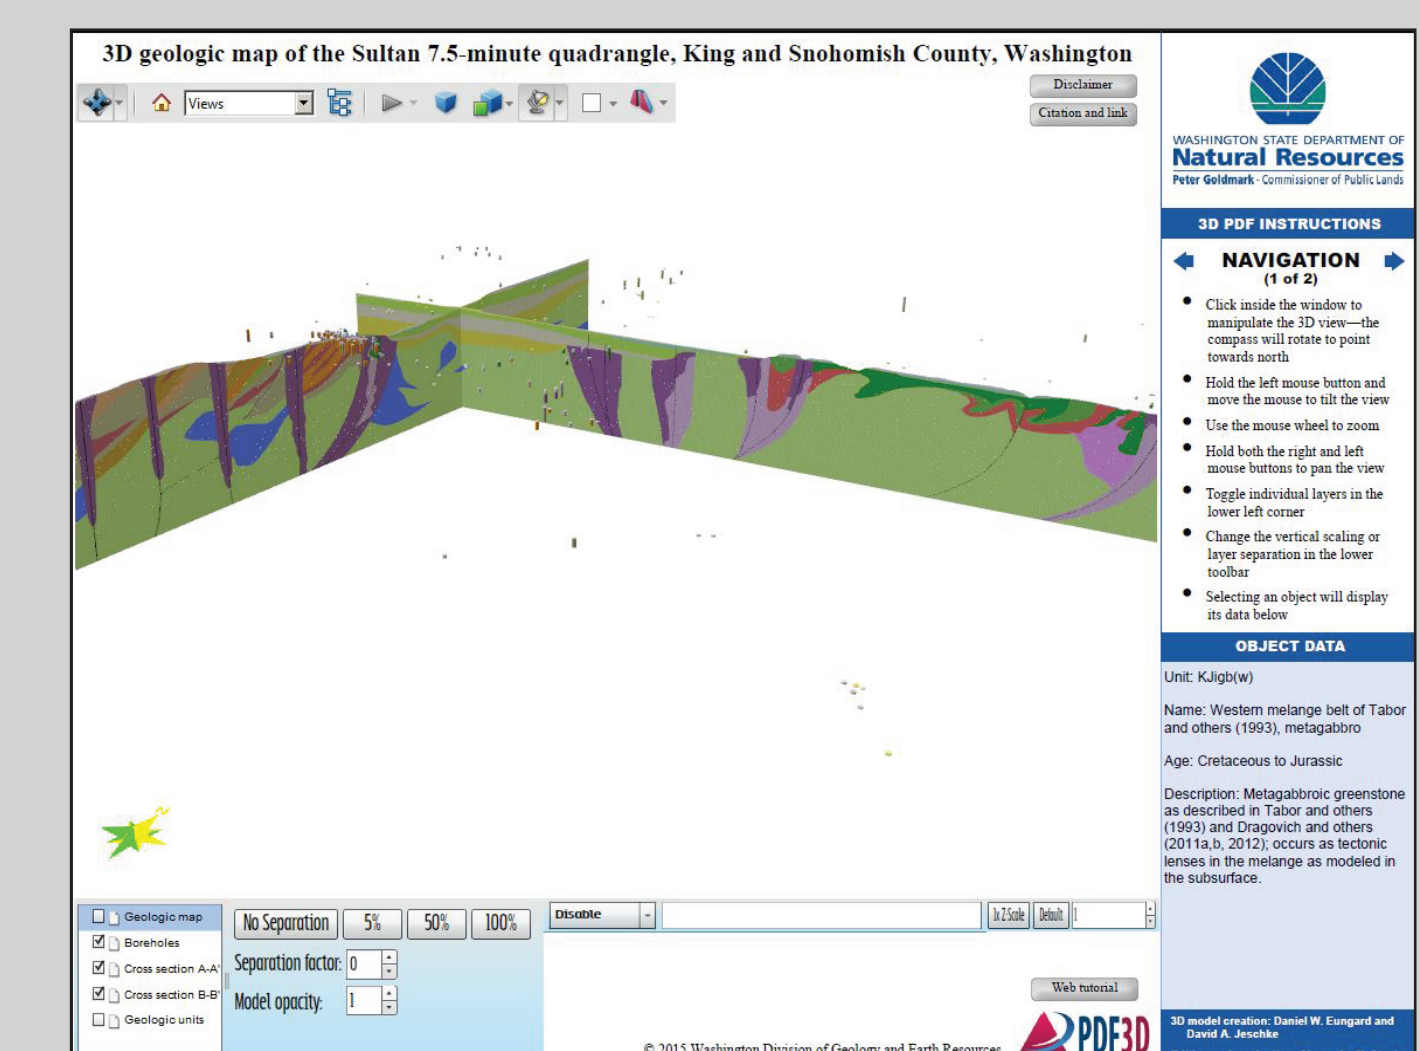 3D geologic map of the Sultan 7.5-minute quadrangle, King and Snohomish County, Washington
Views
Disclaimer
Citation and link
WASHINGTON STATE DEPARTMENT OF
Natural Resources
Peter Goldmark - Commissioner of Public Lands
3D PDF INSTRUCTIONS
NAVIGATION
(1 of 2)
• Click inside the window to
manipulate the 3D view—the
compass will rotate to point
towards north
• Hold the left mouse button and
move the mouse to tilt the view
• Use the mouse wheel to zoom
• Hold both the right and left
mouse buttons to pan the view
• Toggle individual layers in the
lower left corner
• Change the vertical scaling or
layer separation in the lower
toolbar
• Selecting an object will display
its data below
OBJECT DATA
Unit: KJigb(w)
Name: Western melange belt of Tabor
and others (1993), metagabbro
Age: Cretaceous to Jurassic
Description: Metagabbroic greenstone
as described in Tabor and others
(1993) and Dragovich and others
(2011a,b, 2012); occurs as tectonic
lenses in the melange as modeled in
the subsurface.
3D model creation: Daniel W. Eungard and
David A. Jeschke
Geologic map
Boreholes
Cross section A-A'
Cross section B-B'
Geologic units
No Separation 5% 50% 100%
Separation factor: 0
Model opacity: 1
Disable
1x Z-Scale Default 1
Web tutorial
PDF3D
© 2015 Washington Division of Geology and Earth Resources